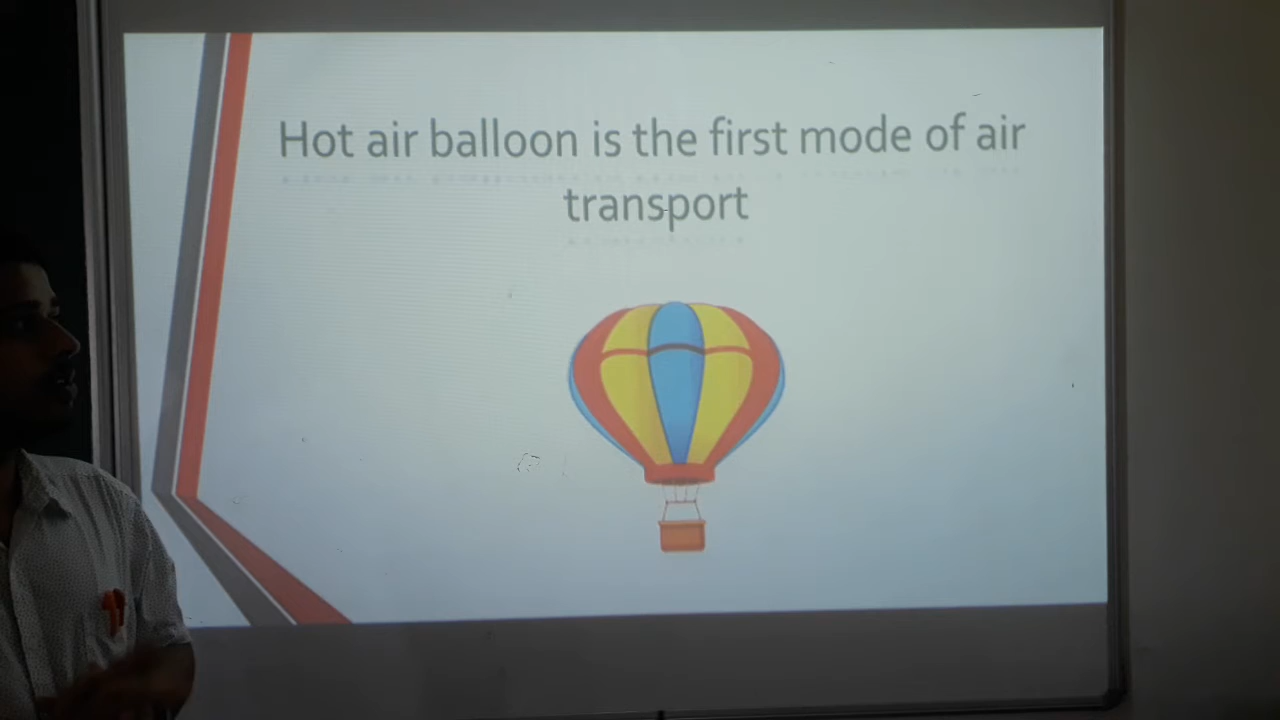 Hot air balloon is the first mode of air
transport